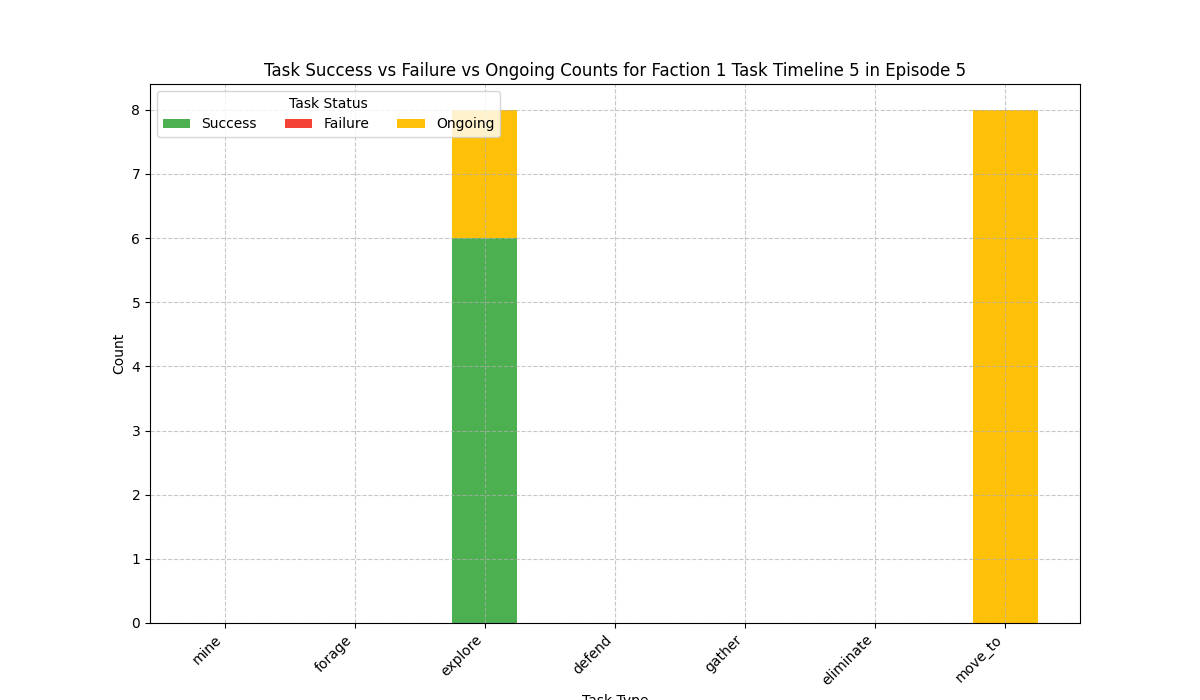 Task Success vs Failure vs Ongoing Counts for Faction 1 Task Timeline 5 in Episode 5
Task Status
Success Failure Ongoing
8
7
6
5
4
3
2
1
0
Count
mine forage explore defend gather eliminate move_to
Task Type